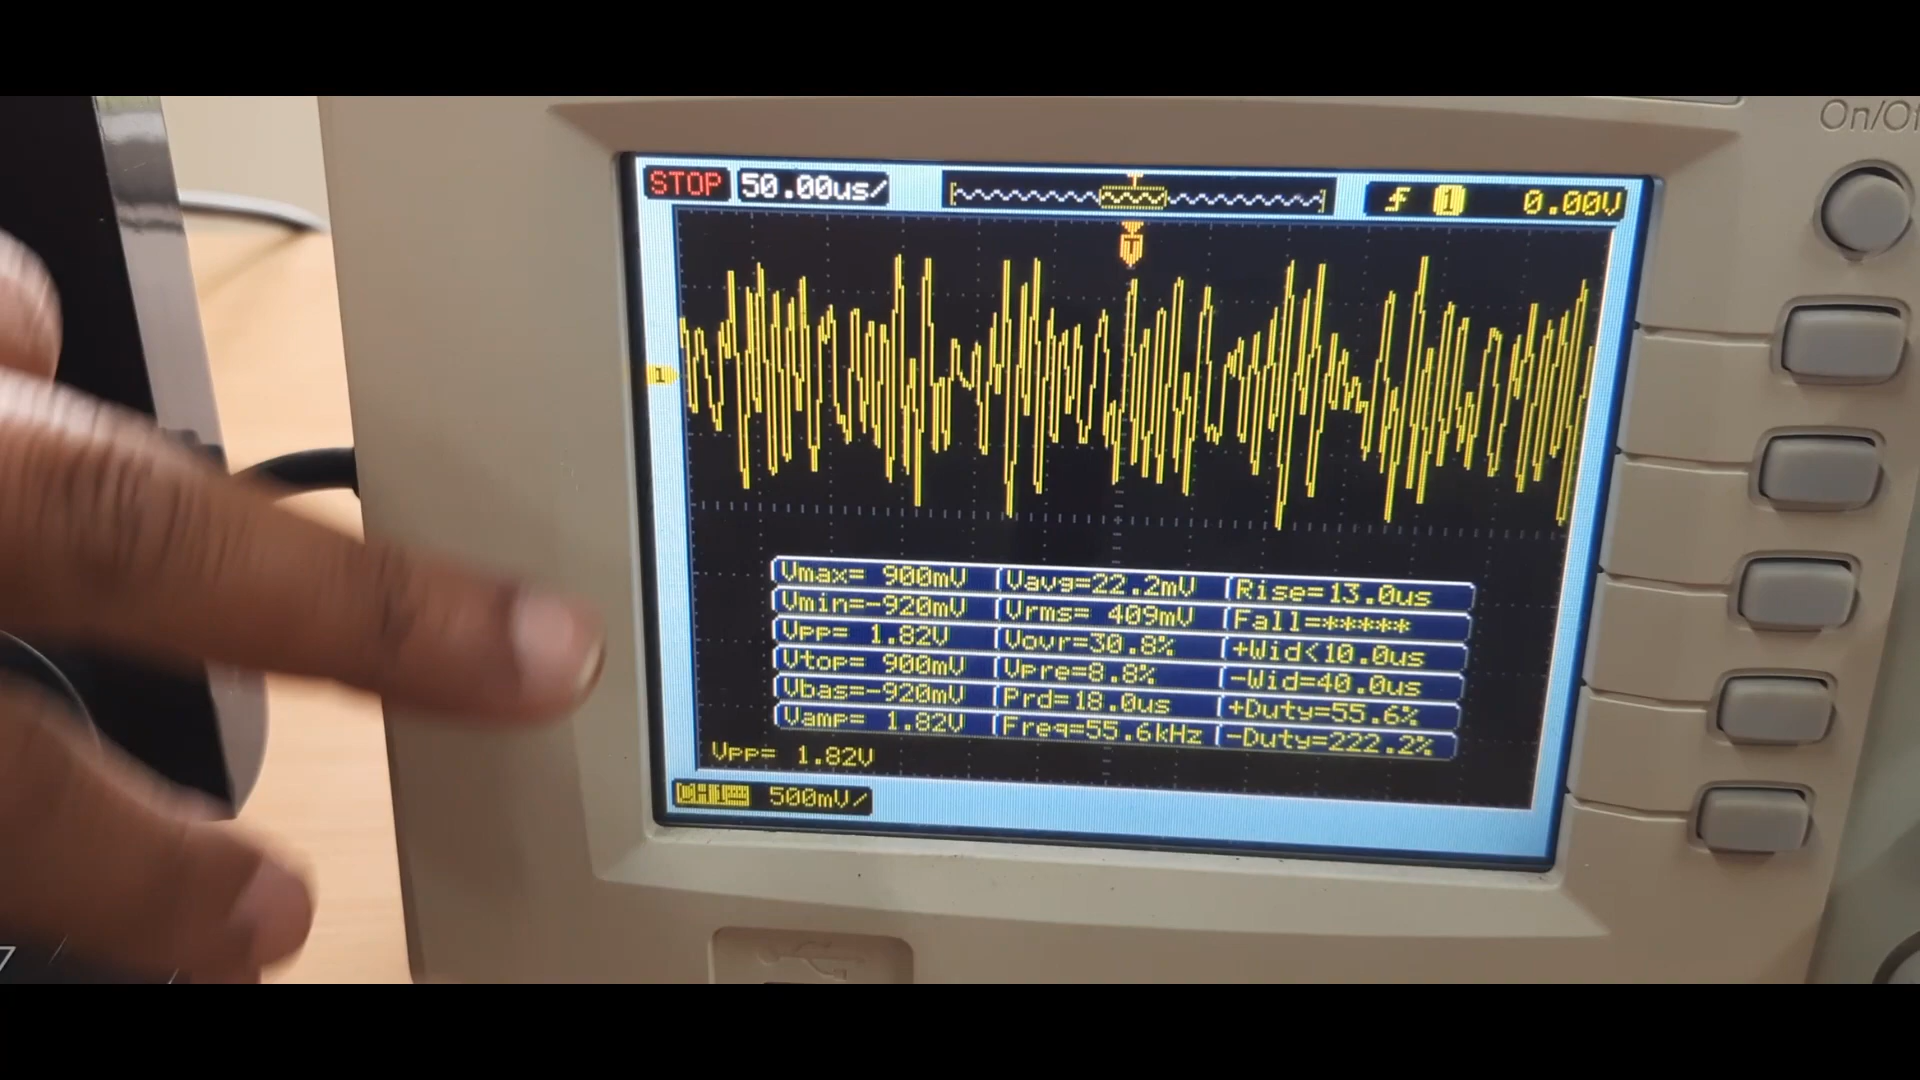 On/Of
STOP 50.00us/ T 1 0.00V
T
1
Vmax= 900mV Vavg=22.2mV Rise=13.0us
Vmin=-920mV Vrms= 409mV Fall=*****
Vpp= 1.82V Vovr=30.8% +Wid<10.0us
Vtop= 900mV Vpre=8.8% -Wid=40.0us
Vbas=-920mV Prd=18.0us +Duty=55.6%
Vamp= 1.82V Freq=55.6kHz -Duty=222.2%
Vpp= 1.82V
500mV/